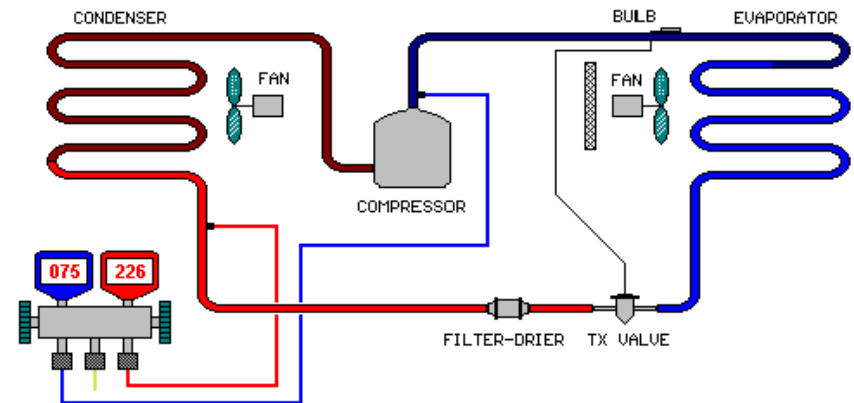 CONDENSER
BULB
EVAPORATOR
FAN
FAN
COMPRESSOR
075
226
FILTER-DRIER
TX VALVE